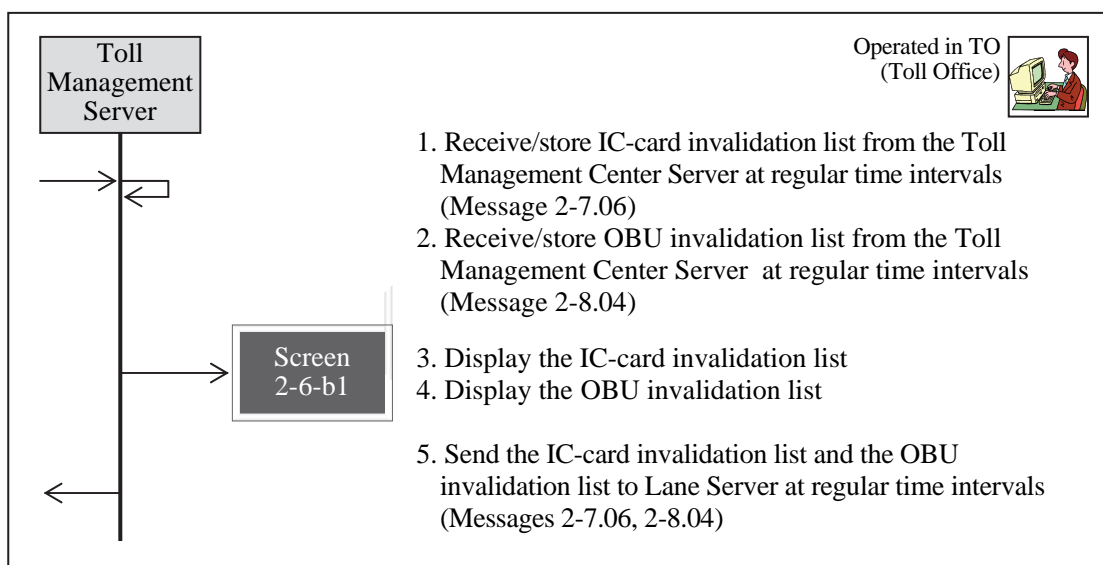 Toll
Management
Server
Operated in TO
(Toll Office)
1. Receive/store IC-card invalidation list from the Toll
Management Center Server at regular time intervals
(Message 2-7.06)
2. Receive/store OBU invalidation list from the Toll
Management Center Server at regular time intervals
(Message 2-8.04)
Screen
2-6-b1
3. Display the IC-card invalidation list
4. Display the OBU invalidation list
5. Send the IC-card invalidation list and the OBU
invalidation list to Lane Server at regular time intervals
(Messages 2-7.06, 2-8.04)